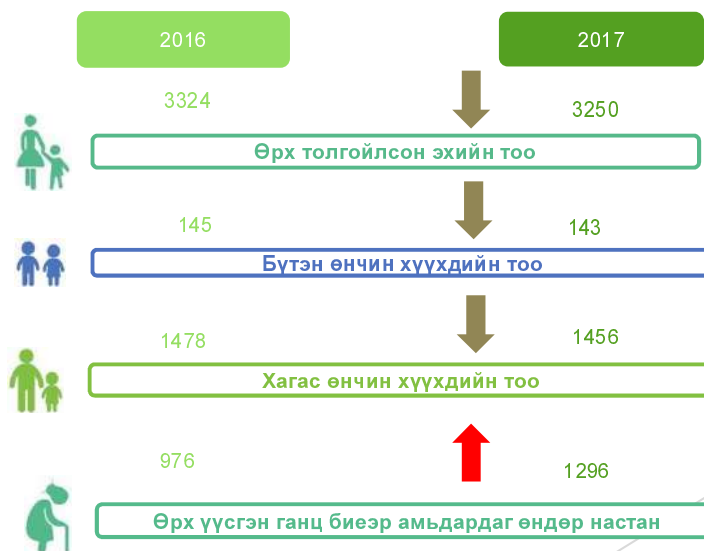 2016 2017
3324 3250
Өрх толгойлсон эхийн тоо
145 143
Бүтэн өнчин хүүхдийн тоо
1478 1456
Хагас өнчин хүүхдийн тоо
976 1296
Өрх үүсгэн ганц биеэр амьдардаг өндөр настан